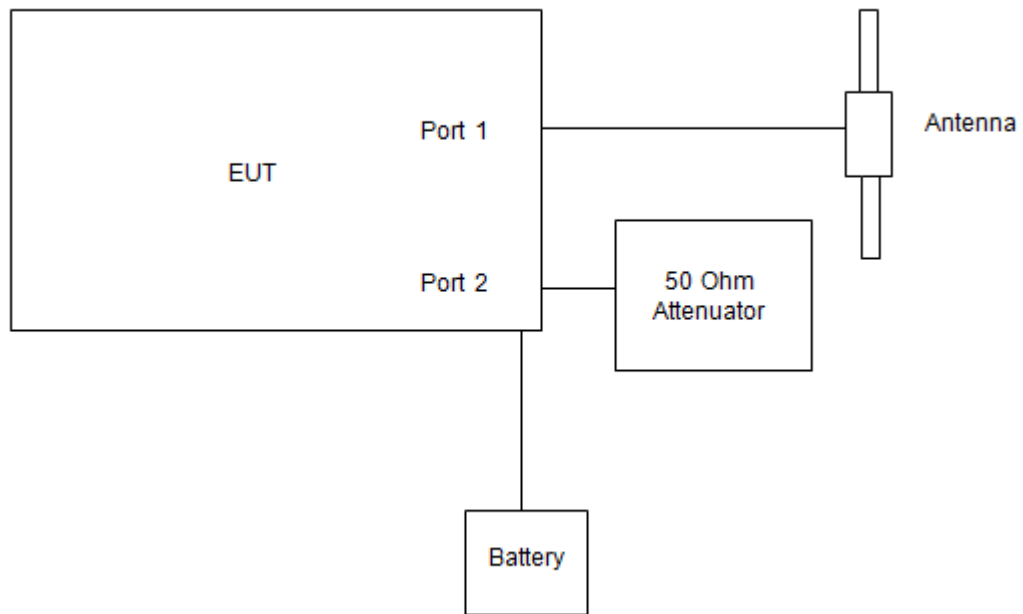 Port 1
Antenna
EUT
Port 2
50 Ohm
Attenuator
Battery